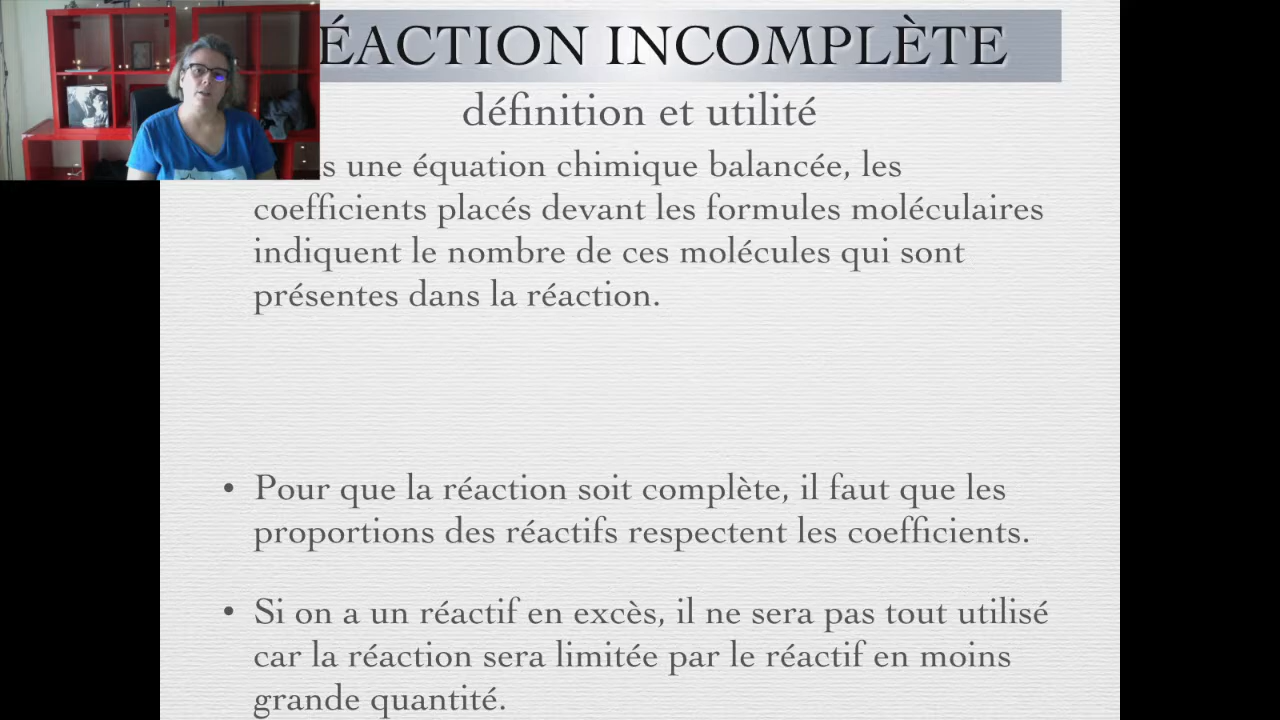 ÉACTION INCOMPLÈTE
définition et utilité
une équation chimique balancée, les
coefficients placés devant les formules moléculaires
indiquent le nombre de ces molécules qui sont
présentes dans la réaction.
• Pour que la réaction soit complète, il faut que les
proportions des réactifs respectent les coefficients.
• Si on a un réactif en excès, il ne sera pas tout utilisé
car la réaction sera limitée par le réactif en moins
grande quantité.